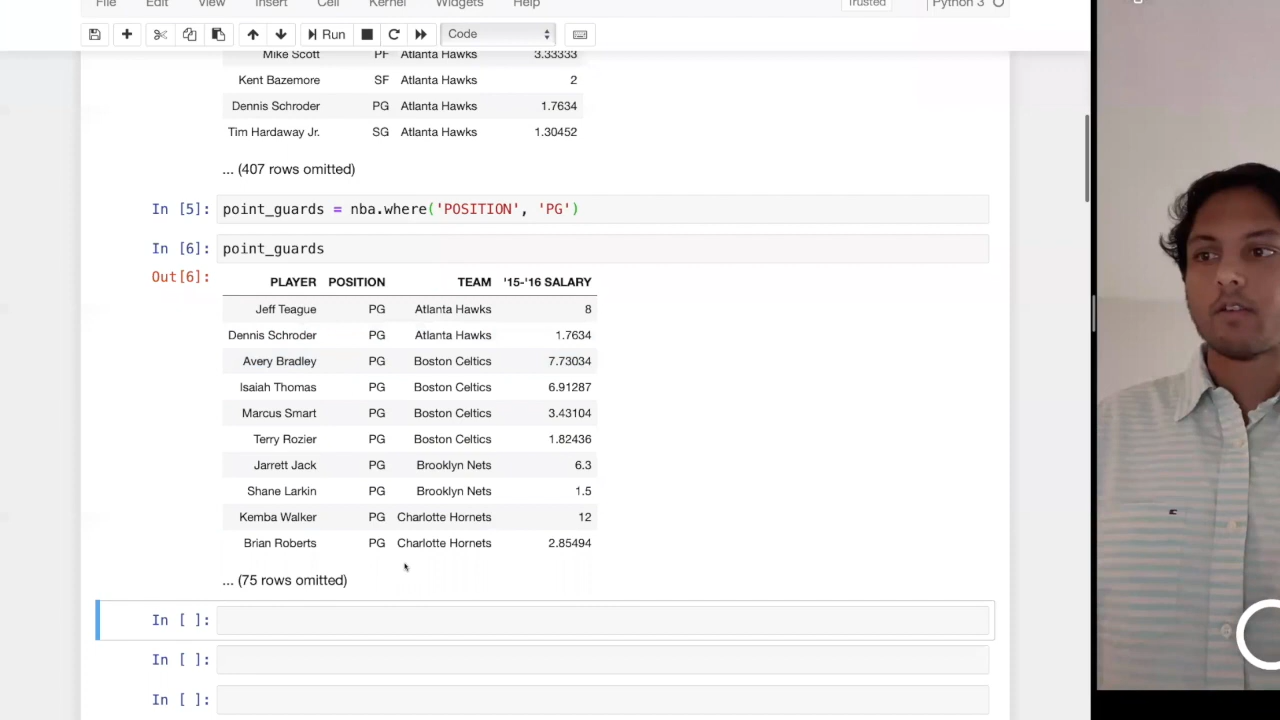 File Edit View Insert Cell Kernel Widgets Help Trusted Python 3
Run Code
Mike Scott PF Atlanta Hawks 3.33333
Kent Bazemore SF Atlanta Hawks 2
Dennis Schroder PG Atlanta Hawks 1.7634
Tim Hardaway Jr. SG Atlanta Hawks 1.30452
... (407 rows omitted)
In [5]: point_guards = nba.where('POSITION', 'PG')
In [6]: point_guards
Out[6]:
PLAYER POSITION TEAM '15-'16 SALARY
Jeff Teague PG Atlanta Hawks 8
Dennis Schroder PG Atlanta Hawks 1.7634
Avery Bradley PG Boston Celtics 7.73034
Isaiah Thomas PG Boston Celtics 6.91287
Marcus Smart PG Boston Celtics 3.43104
Terry Rozier PG Boston Celtics 1.82436
Jarrett Jack PG Brooklyn Nets 6.3
Shane Larkin PG Brooklyn Nets 1.5
Kemba Walker PG Charlotte Hornets 12
Brian Roberts PG Charlotte Hornets 2.85494
... (75 rows omitted)
In [ ]:
In [ ]:
In [ ]: